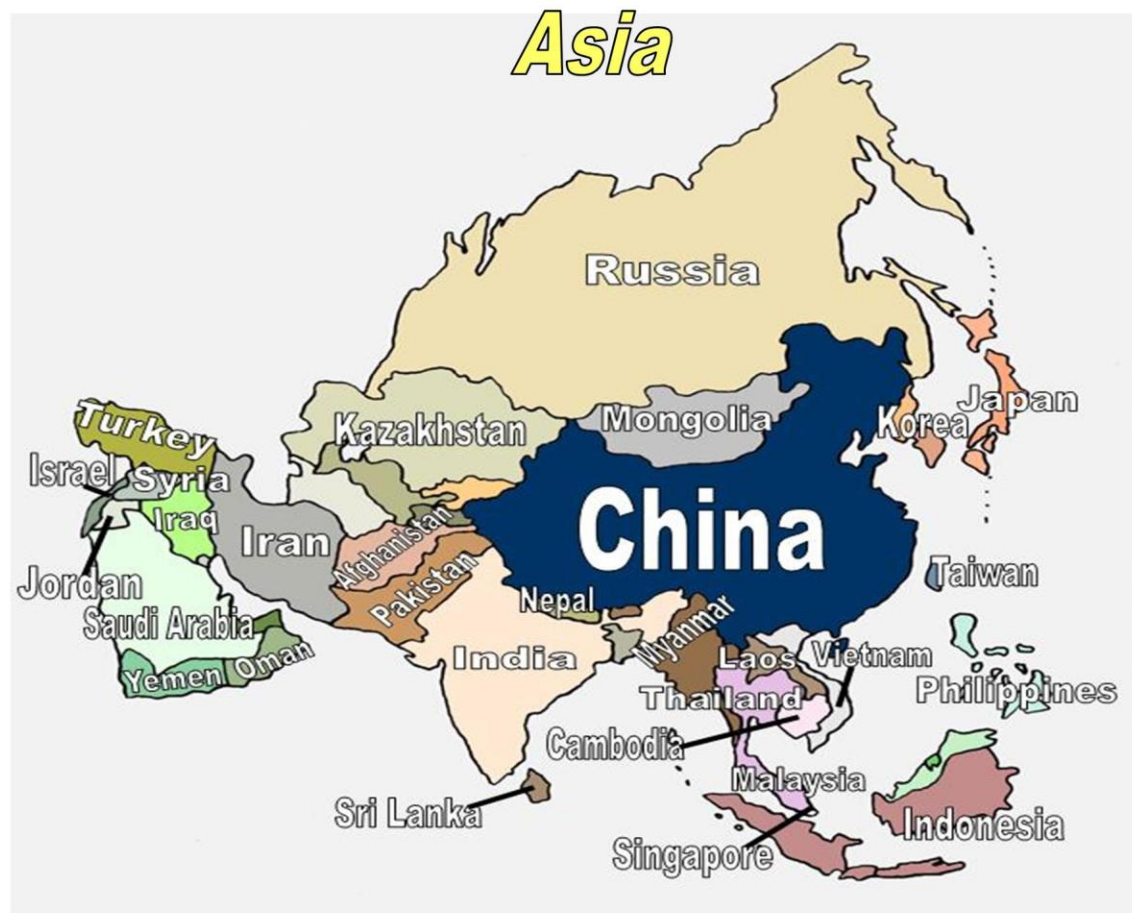 Asia
Russia
Kazakhstan
Mongolia
Korea
Japan
Turkey
Israel
Syria
Iraq
Iran
Afghanistan
China
Jordan
Pakistan
Taiwan
Saudi Arabia
Nepal
Oman
Yemen
India
Myanmar
Laos
Vietnam
Thailand
Philippines
Cambodia
Malaysia
Sri Lanka
Indonesia
Singapore